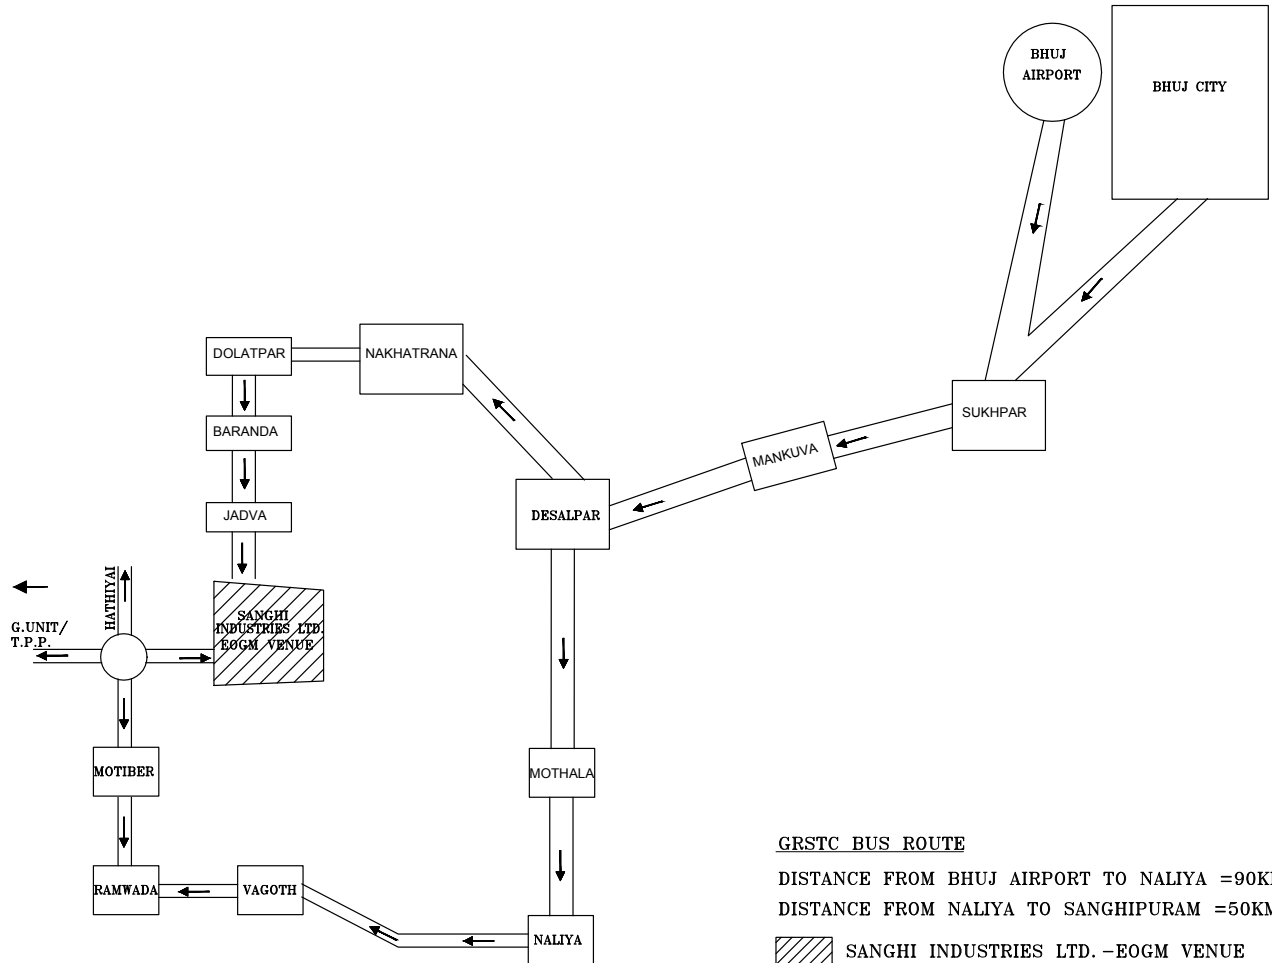 BHUJ
AIRPORT
BHUJ CITY
DOLATPAR
NAKHATRANA
BARANDA
SUKHPAR
MANKUVA
JADVA
DESALPAR
HATHIYAI
G.UNIT/
T.P.P.
SANGHI
INDUSTRIES LTD.
EOGM VENUE
MOTIBER
MOTHALA
RAMWADA
VAGOTH
NALIYA
GRSTC BUS ROUTE
DISTANCE FROM BHUJ AIRPORT TO NALIYA =90K
DISTANCE FROM NALIYA TO SANGHIPURAM =50KM
SANGHI INDUSTRIES LTD.-EOGM VENUE